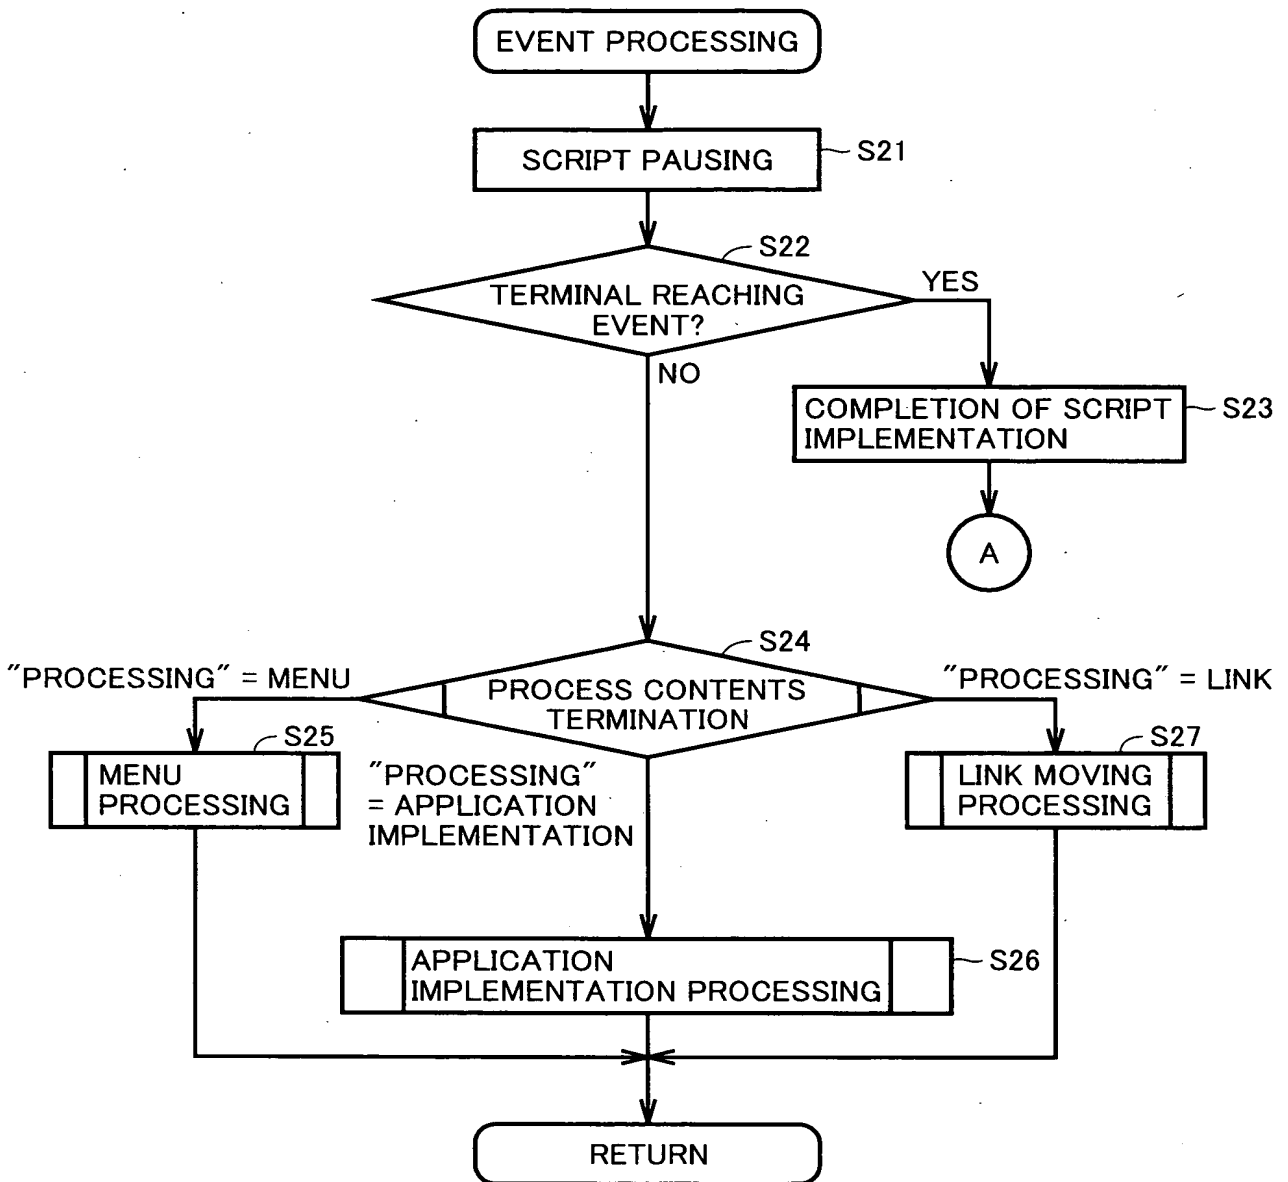 EVENT PROCESSING
SCRIPT PAUSING
S21
S22
TERMINAL REACHING
EVENT?
YES
NO
COMPLETION OF SCRIPT
IMPLEMENTATION
S23
A
S24
"PROCESSING" = MENU
PROCESS CONTENTS
TERMINATION
"PROCESSING" = LINK
S25
MENU
PROCESSING
"PROCESSING"
= APPLICATION
IMPLEMENTATION
S27
LINK MOVING
PROCESSING
APPLICATION
IMPLEMENTATION PROCESSING
S26
RETURN